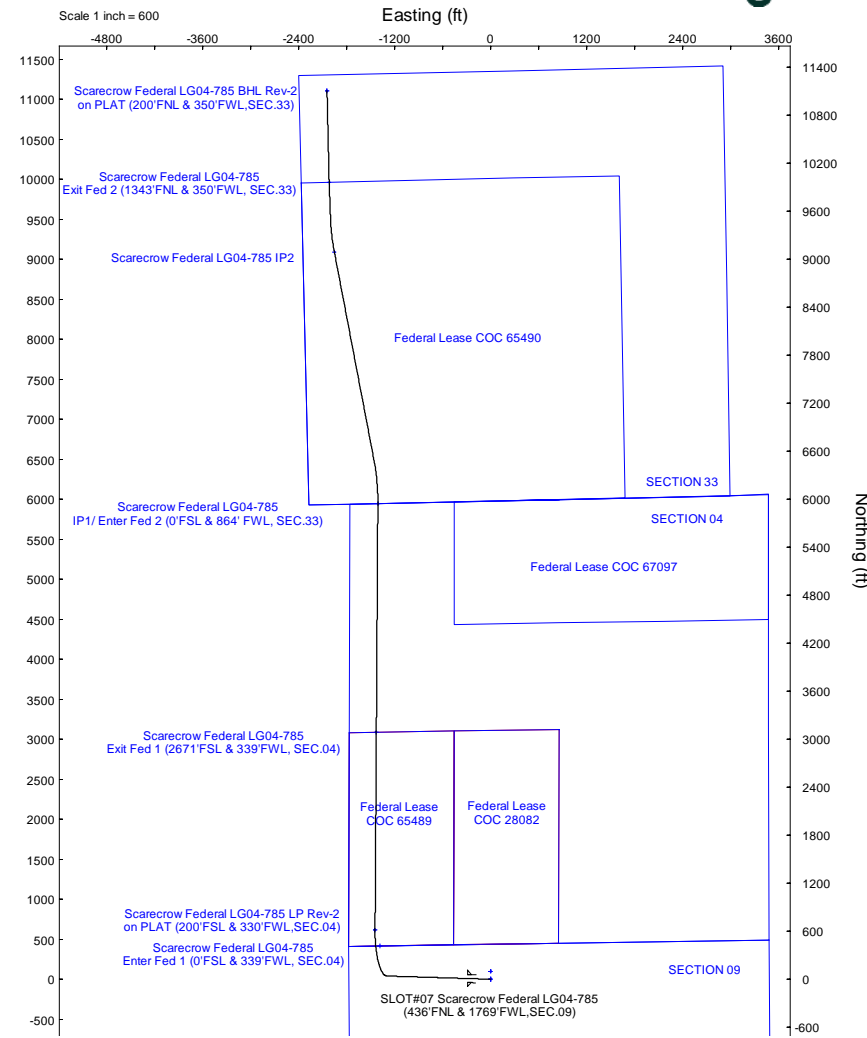 Scale 1 inch = 600
Easting (ft)
-4800 -3600 -2400 -1200 0 1200 2400 3600
11500
11000
10500
10000
9500
9000
8500
8000
7500
7000
6500
6000
5500
5000
4500
4000
3500
3000
2500
2000
1500
1000
500
0
-500
11400
10800
10200
9600
9000
8400
7800
7200
6600
6000
5400
4800
4200
3600
3000
2400
1800
1200
600
0
-600
Northing (ft)
Scarecrow Federal LG04-785 BHL Rev-2
on PLAT (200'FNL & 350'FWL,SEC.33)
Scarecrow Federal LG04-785
Exit Fed 2 (1343'FNL & 350'FWL, SEC.33)
Scarecrow Federal LG04-785 IP2
Federal Lease COC 65490
SECTION 33
Scarecrow Federal LG04-785
IP1/ Enter Fed 2 (0'FSL & 864' FWL, SEC.33)
SECTION 04
Federal Lease COC 67097
Scarecrow Federal LG04-785
Exit Fed 1 (2671'FSL & 339'FWL, SEC.04)
Federal Lease
COC 65489
Federal Lease
COC 28082
Scarecrow Federal LG04-785 LP Rev-2
on PLAT (200'FSL & 330'FWL,SEC.04)
Scarecrow Federal LG04-785
Enter Fed 1 (0'FSL & 339'FWL, SEC.04)
SECTION 09
SLOT#07 Scarecrow Federal LG04-785
(436'FNL & 1769'FWL,SEC.09)